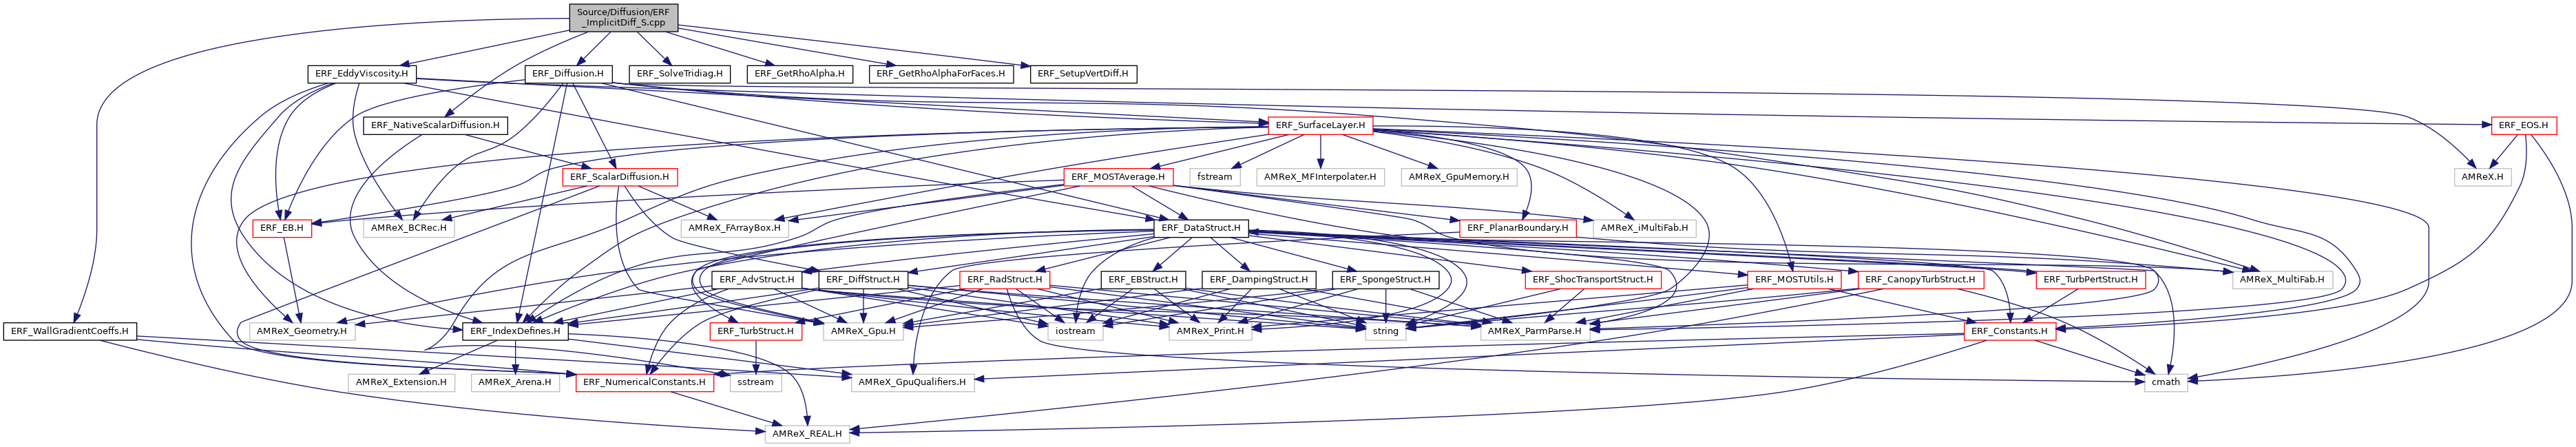 Source/Diffusion/ERF
_ImplicitDiff_S.cpp
ERF_EddyViscosity.H
ERF_Diffusion.H
ERF_SolveTridiag.H
ERF_GetRhoAlpha.H
ERF_GetRhoAlphaForFaces.H
ERF_SetupVertDiff.H
ERF_NativeScalarDiffusion.H
ERF_SurfaceLayer.H
ERF_EOS.H
ERF_ScalarDiffusion.H
ERF_MOSTAverage.H
fstream
AMReX_MFInterpolater.H
AMReX_GpuMemory.H
AMReX.H
ERF_EB.H
AMReX_BCRec.H
AMReX_FArrayBox.H
ERF_DataStruct.H
ERF_PlanarBoundary.H
AMReX_iMultiFab.H
ERF_AdvStruct.H
ERF_DiffStruct.H
ERF_RadStruct.H
ERF_EBStruct.H
ERF_DampingStruct.H
ERF_SpongeStruct.H
ERF_ShocTransportStruct.H
ERF_MOSTUtils.H
ERF_CanopyTurbStruct.H
ERF_TurbPertStruct.H
AMReX_MultiFab.H
ERF_WallGradientCoeffs.H
AMReX_Geometry.H
ERF_IndexDefines.H
ERF_TurbStruct.H
AMReX_Gpu.H
iostream
AMReX_Print.H
string
AMReX_ParmParse.H
ERF_Constants.H
AMReX_Extension.H
AMReX_Arena.H
ERF_NumericalConstants.H
sstream
AMReX_GpuQualifiers.H
cmath
AMReX_REAL.H